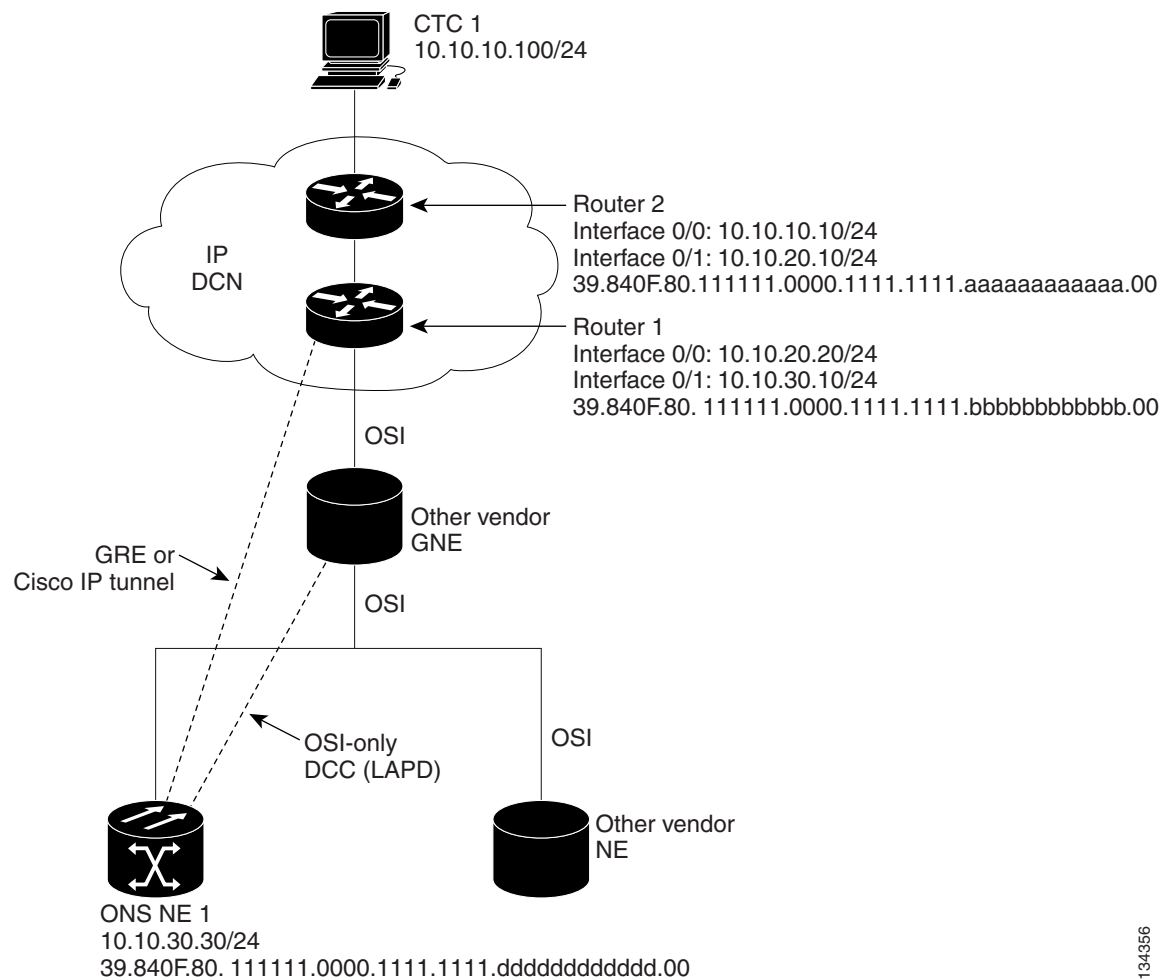 CTC 1
10.10.10.100/24
Router 2
Interface 0/0: 10.10.10.10/24
Interface 0/1: 10.10.20.10/24
39.840F.80.111111.0000.1111.1111.aaaaaaaaaaaa.00
IP
DCN
Router 1
Interface 0/0: 10.10.20.20/24
Interface 0/1: 10.10.30.10/24
39.840F.80. 111111.0000.1111.1111.bbbbbbbbbbbb.00
OSI
Other vendor
GNE
GRE or
Cisco IP tunnel
OSI
OSI-only
DCC (LAPD)
OSI
Other vendor
NE
ONS NE 1
10.10.30.30/24
39.840F.80. 111111.0000.1111.1111.dddddddddddd.00
134356